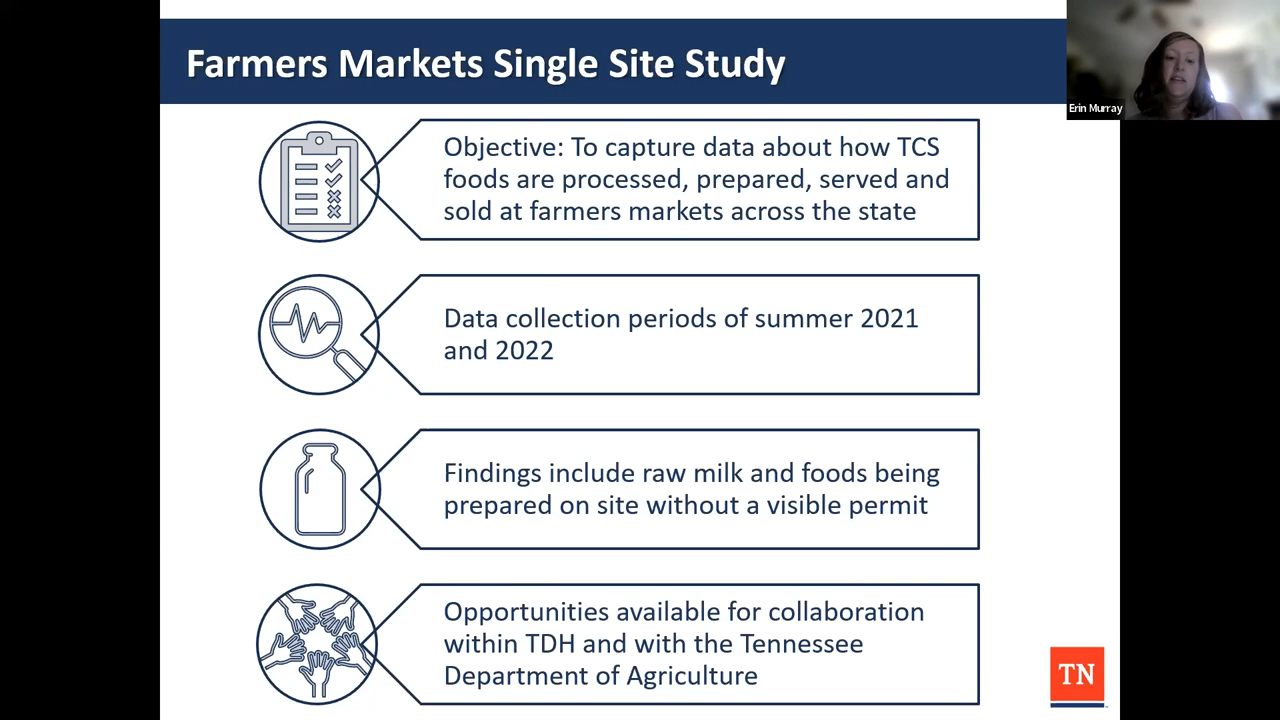 Farmers Markets Single Site Study
Erin Murray
Objective: To capture data about how TCS
foods are processed, prepared, served and
sold at farmers markets across the state
Data collection periods of summer 2021
and 2022
Findings include raw milk and foods being
prepared on site without a visible permit
Opportunities available for collaboration
within TDH and with the Tennessee
Department of Agriculture
TN